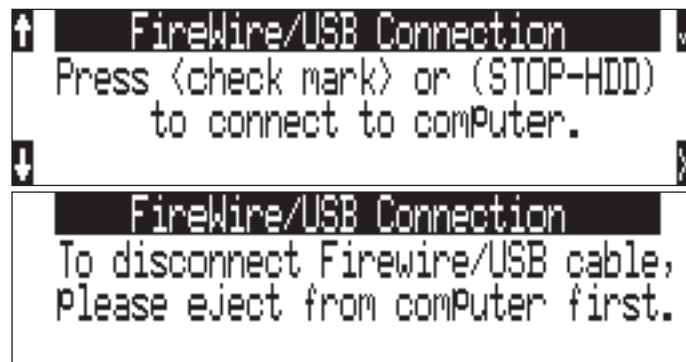 FireWire/USB Connection
Press <check mark> or (STOP-HDD)
to connect to computer.
FireWire/USB Connection
To disconnect Firewire/USB cable,
Please eject from computer first.